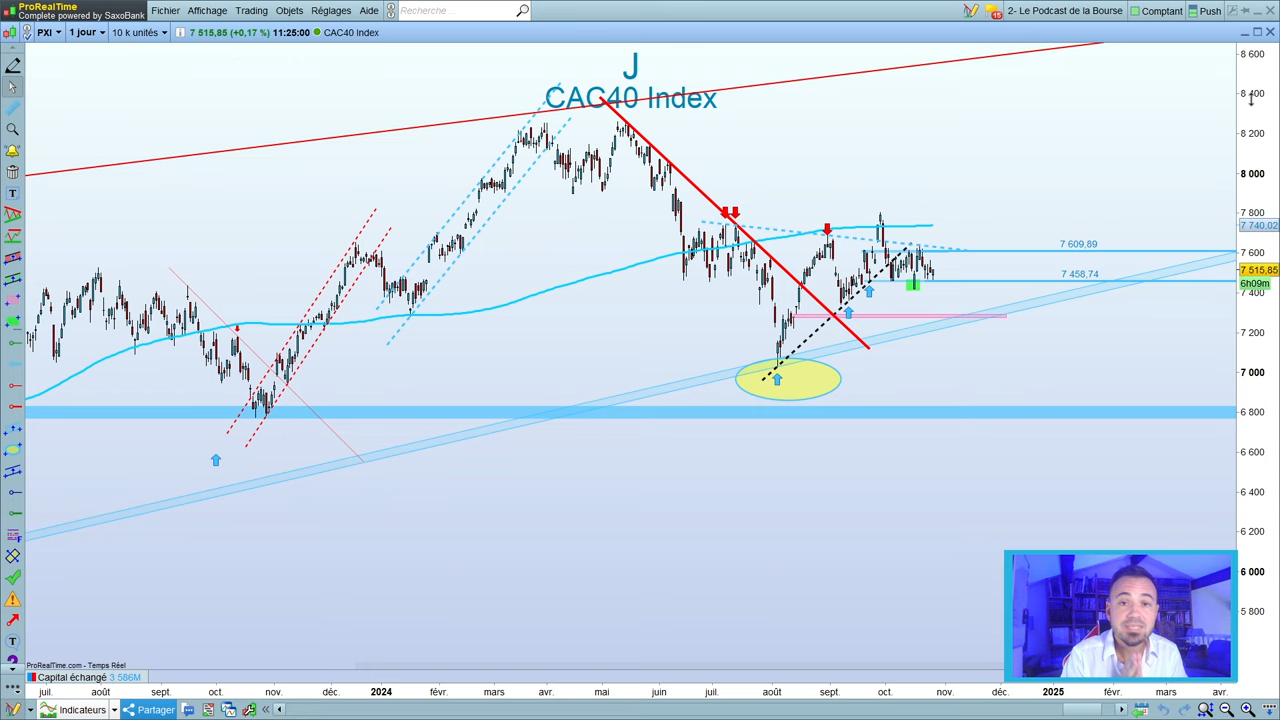 ProRealTime
Complete powered by SaxoBank
Fichier Affichage Trading Objets Réglages Aide Recherche ... 15 2- Le Podcast de la Bourse Comptant Push
PXI 1 jour 10 k unités 7 515,85 (+0,17 %) 11:25:00 CAC40 Index
J
CAC40 Index
8 600
8 400
8 200
8 000
7 800
7 740,02
7 609,89
7 600
7 515,85
7 458,74
6h09m
7 400
7 200
7 000
6 800
6 600
6 400
6 200
6 000
5 800
ProRealTime.com - Temps Réel
Capital échangé 3 586M
juil. août sept. oct. nov. déc. 2024 févr. mars avr. mai juin juil. août sept. oct. nov. déc. 2025 févr. mars avr.
Indicateurs Partager